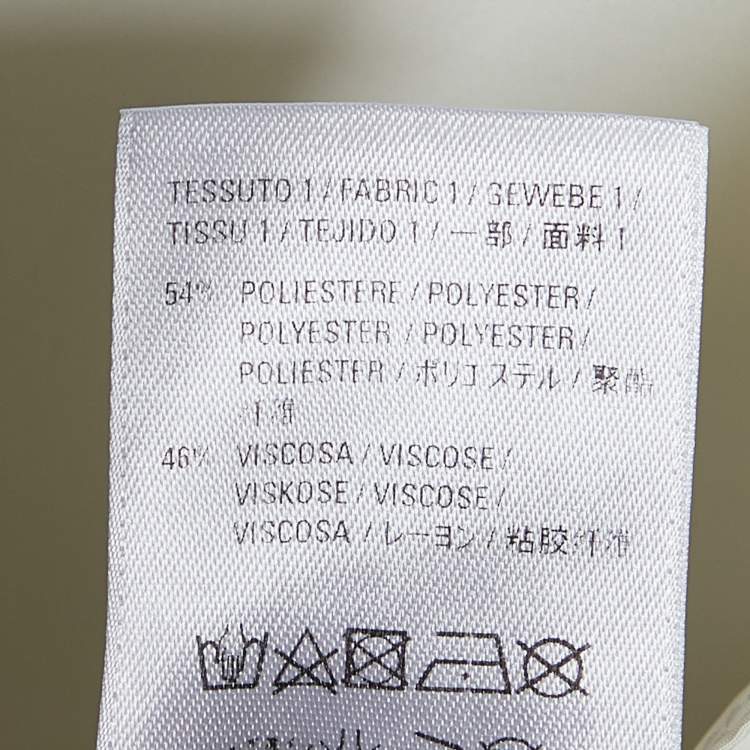 TESSUTO 1 / FABRIC 1 / GEWEBE 1 /
TISSU 1 / TEJIDO 1 / 一部 / 面料 1
54% POLIESTERE / POLYESTER /
POLYESTER / POLYESTER /
POLIESTER / ポリエステル / 聚酯
纤维
46% VISCOSA / VISCOSE /
VISKOSE / VISCOSE /
VISCOSA / レーヨン / 粘胶纤维